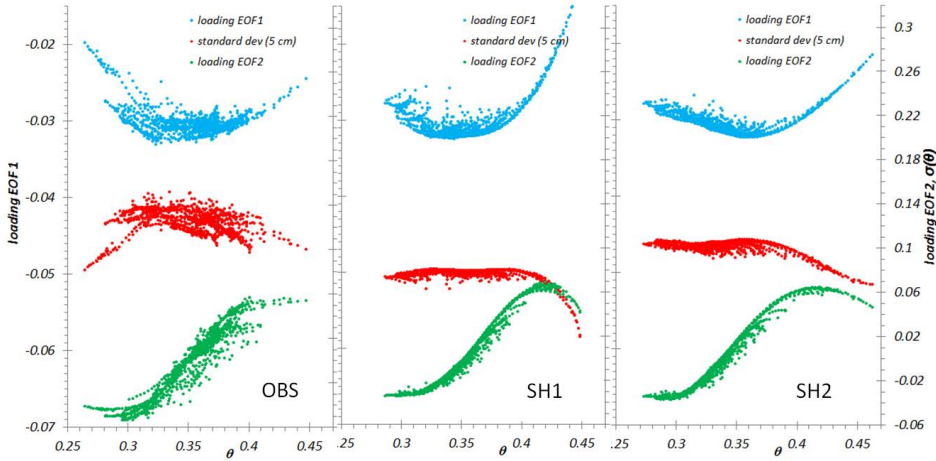 loading EOF1
standard dev (5 cm)
loading EOF2
-0.02
-0.03
-0.04
-0.05
-0.06
-0.07
loading EOF1
0.25
0.3
0.35
0.4
0.45
θ
OBS
loading EOF1
standard dev (5 cm)
loading EOF2
0.3
0.35
0.4
0.45
θ
SH1
loading EOF1
standard dev (5 cm)
loading EOF2
0.25
0.3
0.35
0.4
0.45
θ
SH2
0.3
0.26
0.22
0.18
0.14
0.1
0.06
0.02
-0.02
-0.06
loading EOF2, σ(θ)